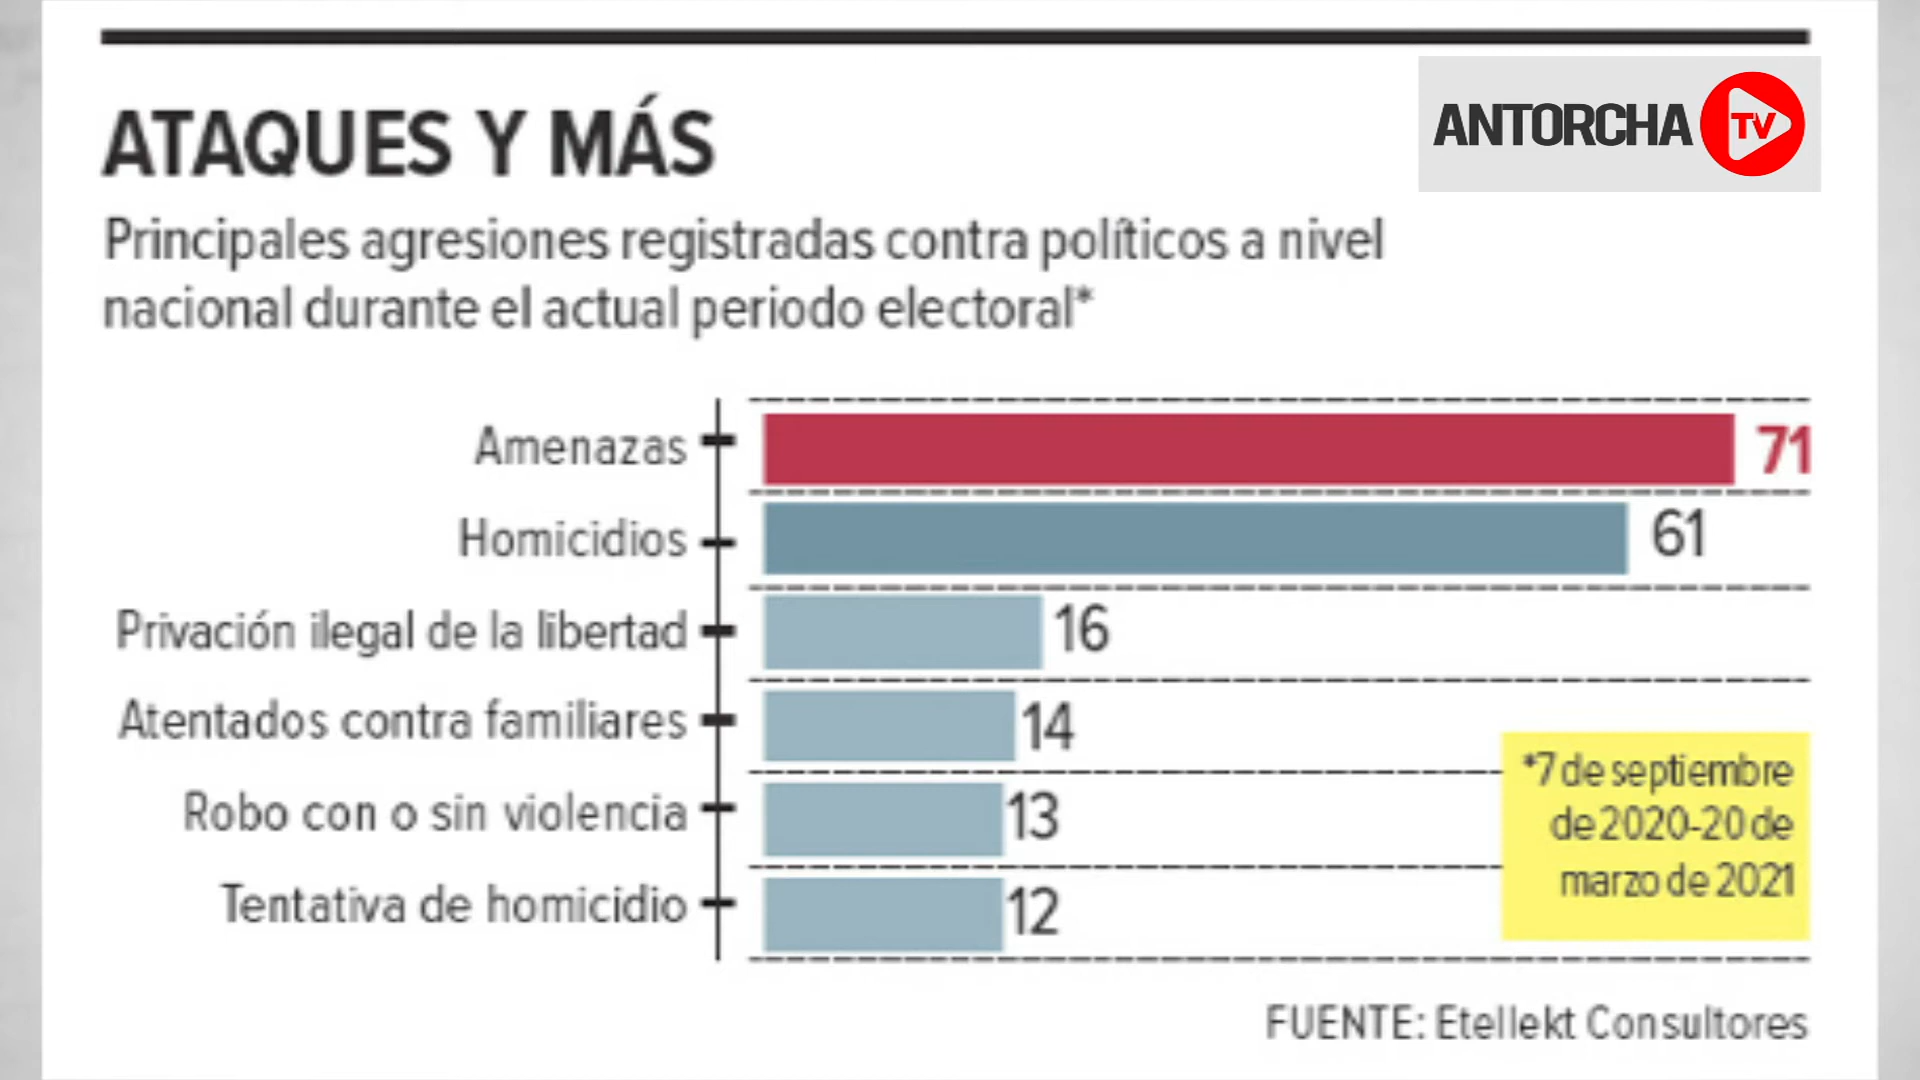 ANTORCHA TV
ATAQUES Y MÁS
Principales agresiones registradas contra políticos a nivel
nacional durante el actual periodo electoral*
Amenazas 71
Homicidios 61
Privación ilegal de la libertad 16
Atentados contra familiares 14
Robo con o sin violencia 13
Tentativa de homicidio 12
*7 de septiembre
de 2020-20 de
marzo de 2021
FUENTE: Etellekt Consultores